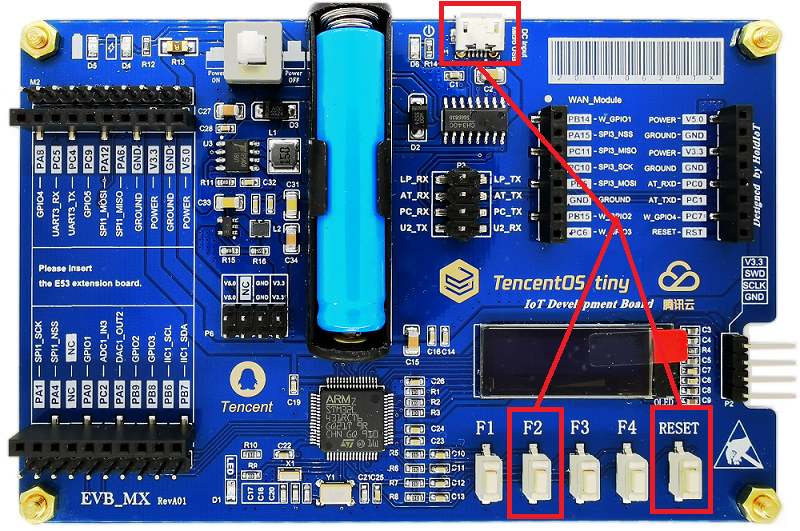 D5
D4
R12
R13
Power
ON
Power
OFF
D6
R14
DC Input
Micro USB
C1
C2
M2
C27
C28
D3
U3
L1
150
R11
C32
C33
C31
L2
C34
R15
R16
D2
CH340C
P3
LP_RX
LP_TX
AT_RX
AT_TX
PC_RX
PC_TX
U2_RX
U2_TX
WAN_Module
PB14 W_GPIO1
PA15 SPI3_NSS
PC11 SPI3_MISO
PC10 SPI3_SCK
SPI3_MOSI
GND GROUND
PB15 W_GPIO2
PC6 W_GPIO3
POWER V5.0
GROUND GND
POWER V3.3
GROUND GND
AT_RXD PC0
AT_TXD PC1
W_GPIO4 PC7
RESET RST
Designed by HoldIoT
GPIO4 PA8
UART3_RX PC5
UART3_TX PC4
GPIO5 PC9
SPI1_MOSI PA12
SPI1_MISO PA6
GROUND GND
POWER V3.3
GROUND GND
POWER V5.0
Please insert
the E53 extension board.
V5.0 NC GND V3.3
V5.0 NC GND V3.3
P6
TencentOS tiny
IoT Development Board
腾讯云
V3.3
SWD
SCLK
GND
PA1 SPI1_SCK
PA4 SPI1_NSS
NC NC
PA0 GPIO1
PC2 ADC1_IN3
PA5 DAC1_OUT2
PB9 GPIO2
PB8 GPIO3
PB6 IIC1_SCL
PB7 IIC1_SDA
Tencent
C19
ARM
STM32L
431RCT6
C15
C16
C14
C3
C4
R4
C5
C7
C8
C9
OLED
P2
C26
R1
R2
R3
C24
C23
R5
C10
R6
C11
R7
C12
R8
C13
R10
C22
R9
X1
LED
D1
C17
C18
C20
Y1
C21
C25
F1
F2
F3
F4
RESET
EVB_MX RevA01